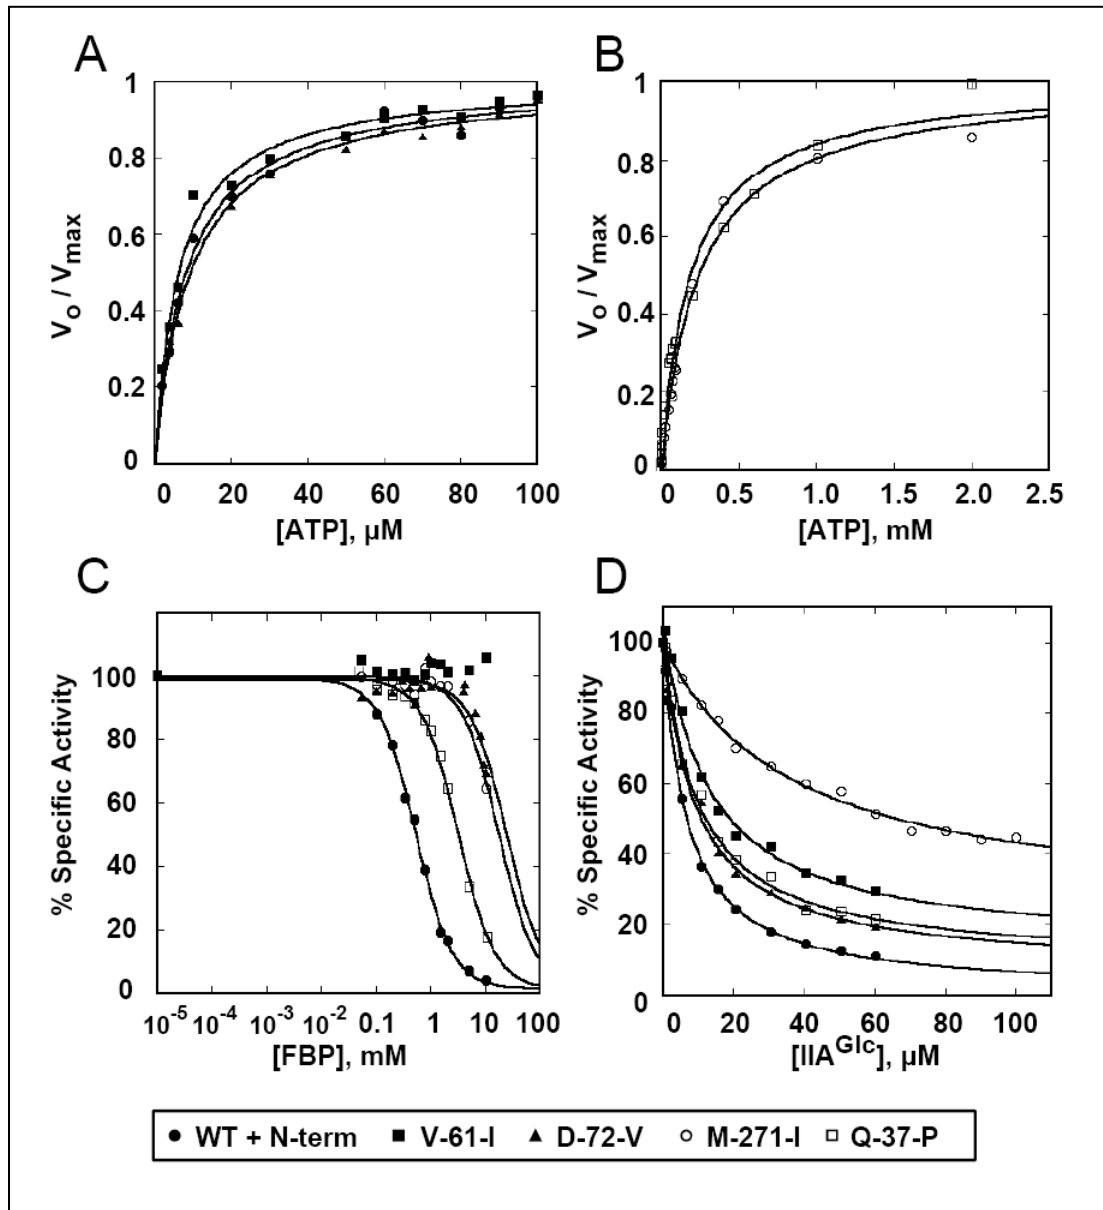 A
1
0.8
0.6
0.4
0.2
0
V₀ / Vmax
0 20 40 60 80 100
[ATP], µM
B
1
0.8
0.6
0.4
0.2
0
V₀ / Vmax
0 0.5 1.0 1.5 2.0 2.5
[ATP], mM
C
100
80
60
40
20
0
% Specific Activity
10⁻⁵ 10⁻⁴ 10⁻³ 10⁻² 0.1 1 10 100
[FBP], mM
D
100
80
60
40
20
0
% Specific Activity
0 20 40 60 80 100
[IIAGlc], µM
● WT + N-term ■ V-61-I ▲ D-72-V ○ M-271-I □ Q-37-P